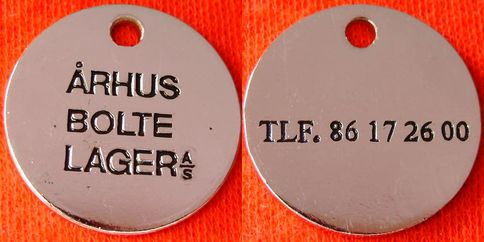 ÅRHUS
BOLTE
LAGER A/S
TLF. 86 17 26 00